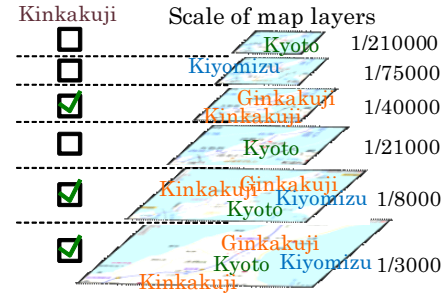 Kinkakuji Scale of map layers
Kyoto 1/210000
Kiyomizu 1/75000
Ginkakuji
Kinkakuji 1/40000
Kyoto 1/21000
Kinkakuji Ginkakuji
Kiyomizu 1/8000
Kyoto
Ginkakuji
Kyoto Kiyomizu 1/3000
Kinkakuji